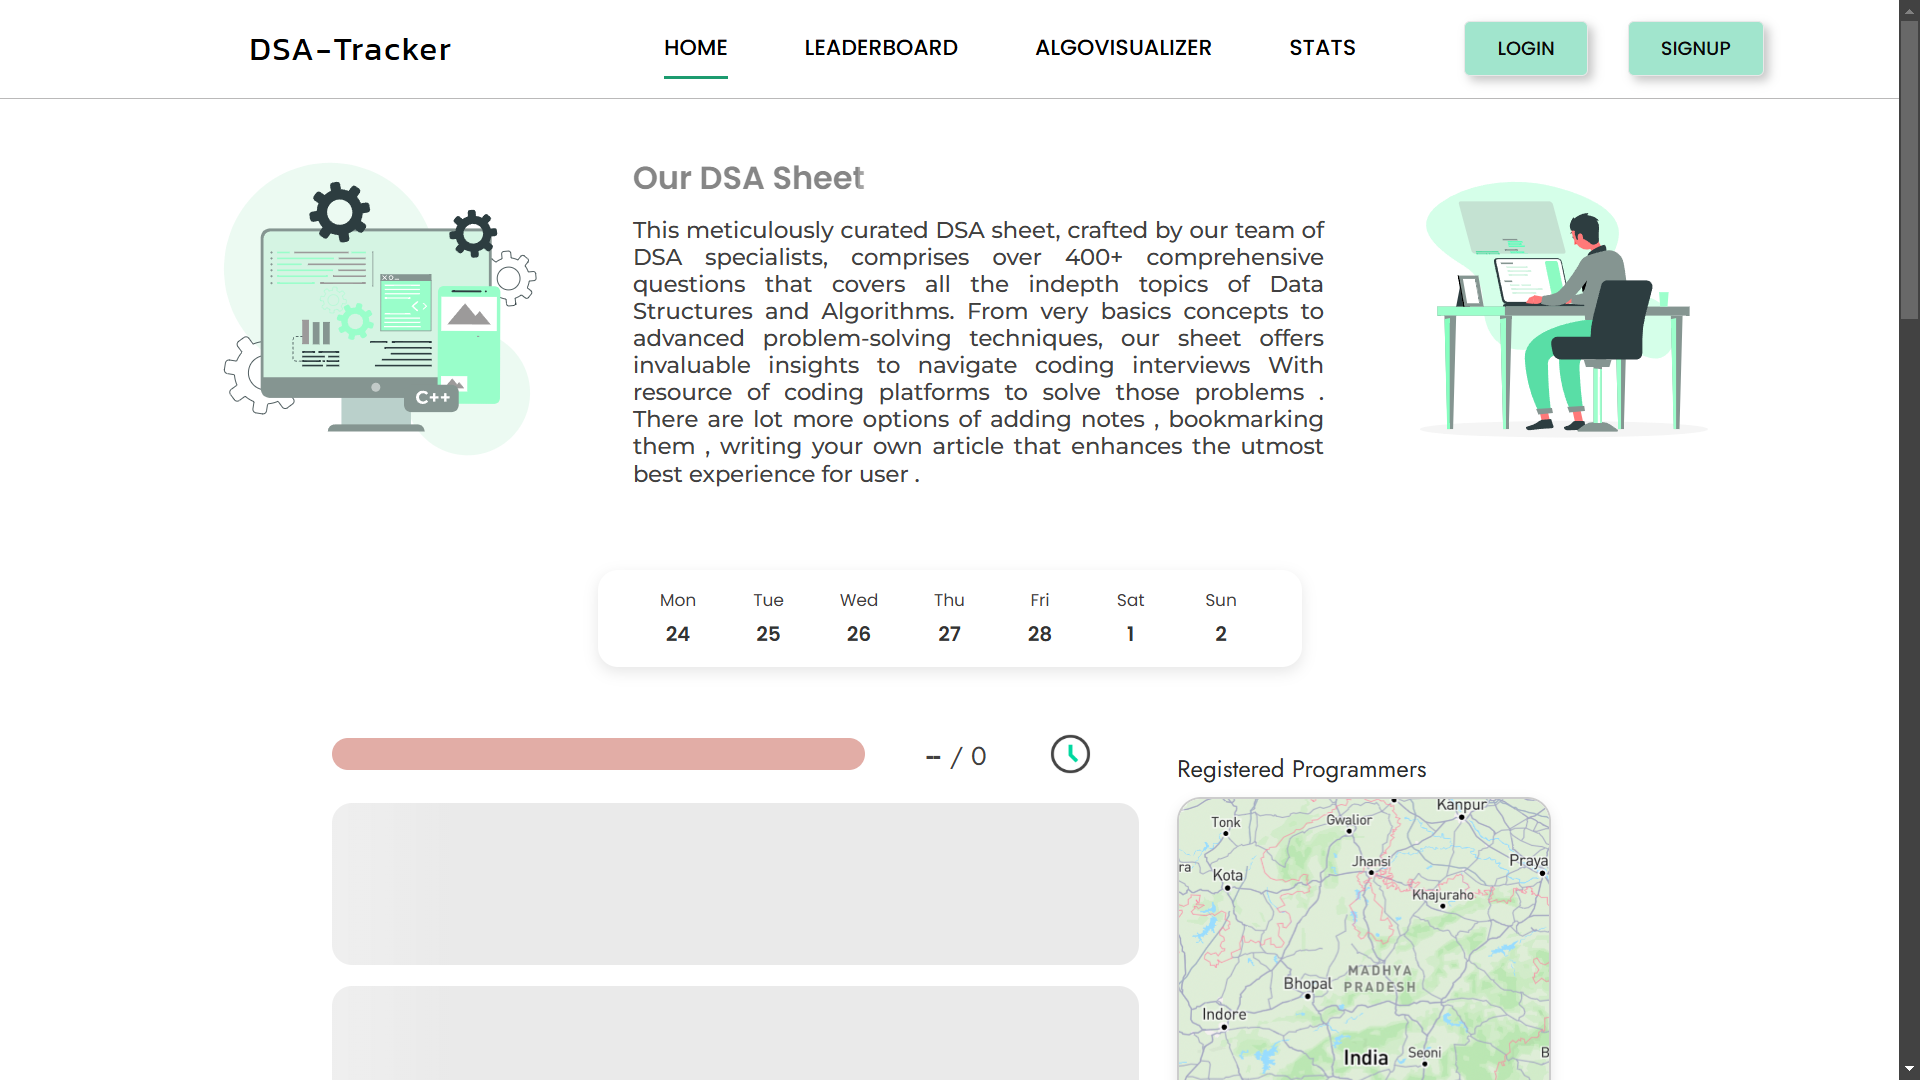 DSA-Tracker
HOME
LEADERBOARD
ALGOVISUALIZER
STATS
LOGIN
SIGNUP
Our DSA Sheet
This meticulously curated DSA sheet, crafted by our team of
DSA specialists, comprises over 400+ comprehensive
questions that covers all the indepth topics of Data
Structures and Algorithms. From very basics concepts to
advanced problem-solving techniques, our sheet offers
invaluable insights to navigate coding interviews With
resource of coding platforms to solve those problems .
There are lot more options of adding notes , bookmarking
them , writing your own article that enhances the utmost
best experience for user .
C++
Mon Tue Wed Thu Fri Sat Sun
24 25 26 27 28 1 2
-- / 0
Registered Programmers
Kanpur
Tonk
Gwalior
Jhansi
Praya
ra
Kota
Khajuraho
MADHYA
PRADESH
Bhopal
Indore
India
Seoni
B